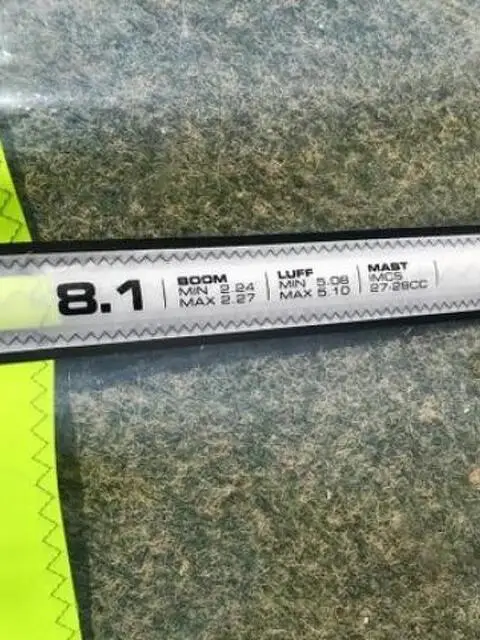 8.1
BOOM
MIN 2.24
MAX 2.27
LUFF
MIN 5.08
MAX 5.10
MAST
IMCS
27-29CC